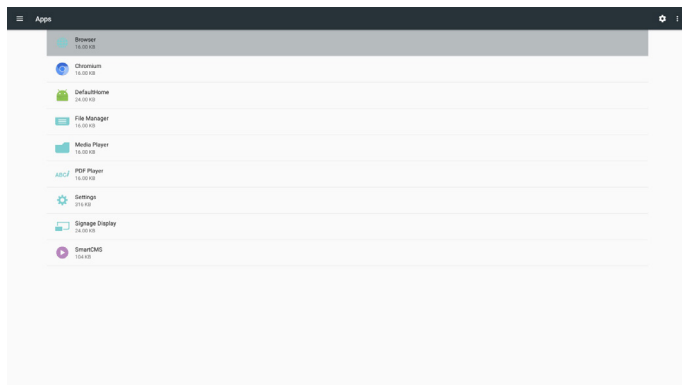 Apps
Browser
16.00 KB
Chromium
16.00 KB
DefaultHome
24.00 KB
File Manager
16.00 KB
Media Player
16.00 KB
ABCi
PDF Player
16.00 KB
Settings
216 KB
Signage Display
24.00 KB
SmartCMS
104 KB